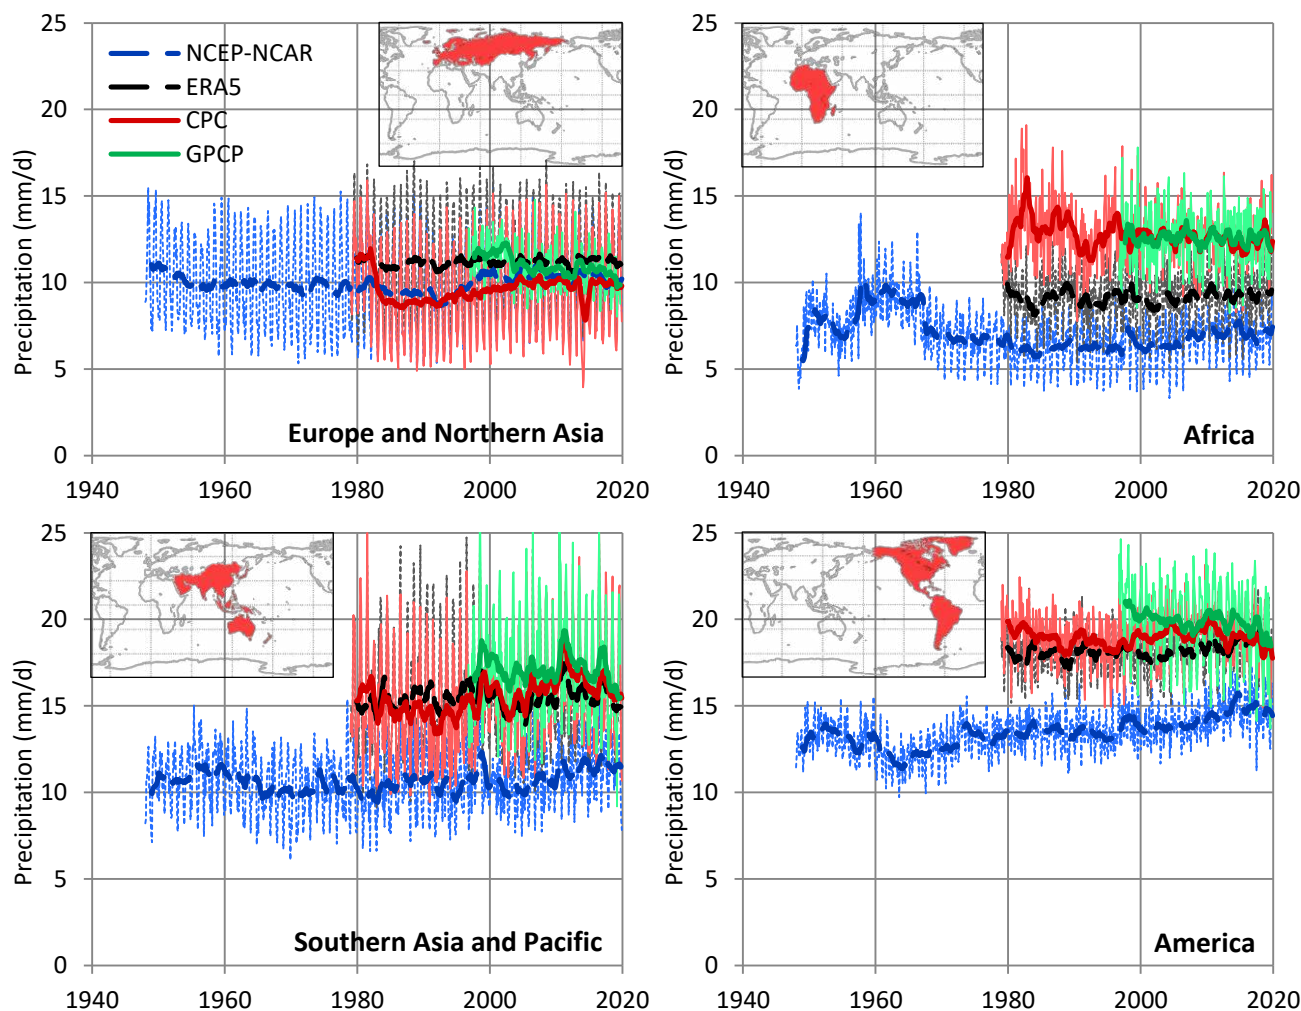 25
20
15
10
5
0
Precipitation (mm/d)
NCEP-NCAR
ERA5
CPC
GPCP
Europe and Northern Asia
1940 1960 1980 2000 2020
25
20
15
10
5
0
Precipitation (mm/d)
Africa
1940 1960 1980 2000 2020
25
20
15
10
5
0
Precipitation (mm/d)
Southern Asia and Pacific
1940 1960 1980 2000 2020
25
20
15
10
5
0
Precipitation (mm/d)
America
1940 1960 1980 2000 2020